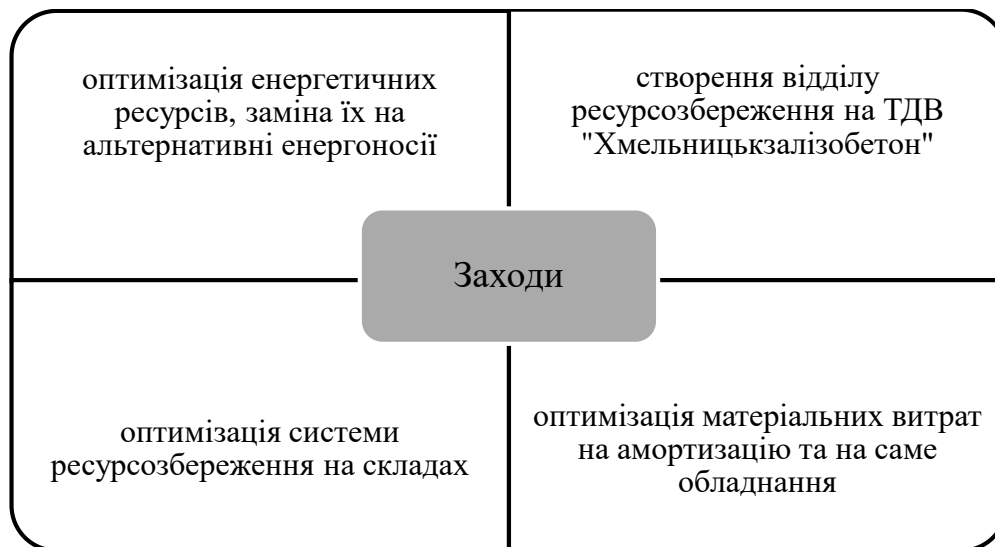 оптимізація енергетичних
ресурсів, заміна їх на
альтернативні енергоносії
створення відділу
ресурсозбереження на ТДВ
"Хмельницькзалізобетон"
Заходи
оптимізація системи
ресурсозбереження на складах
оптимізація матеріальних витрат
на амортизацію та на саме
обладнання